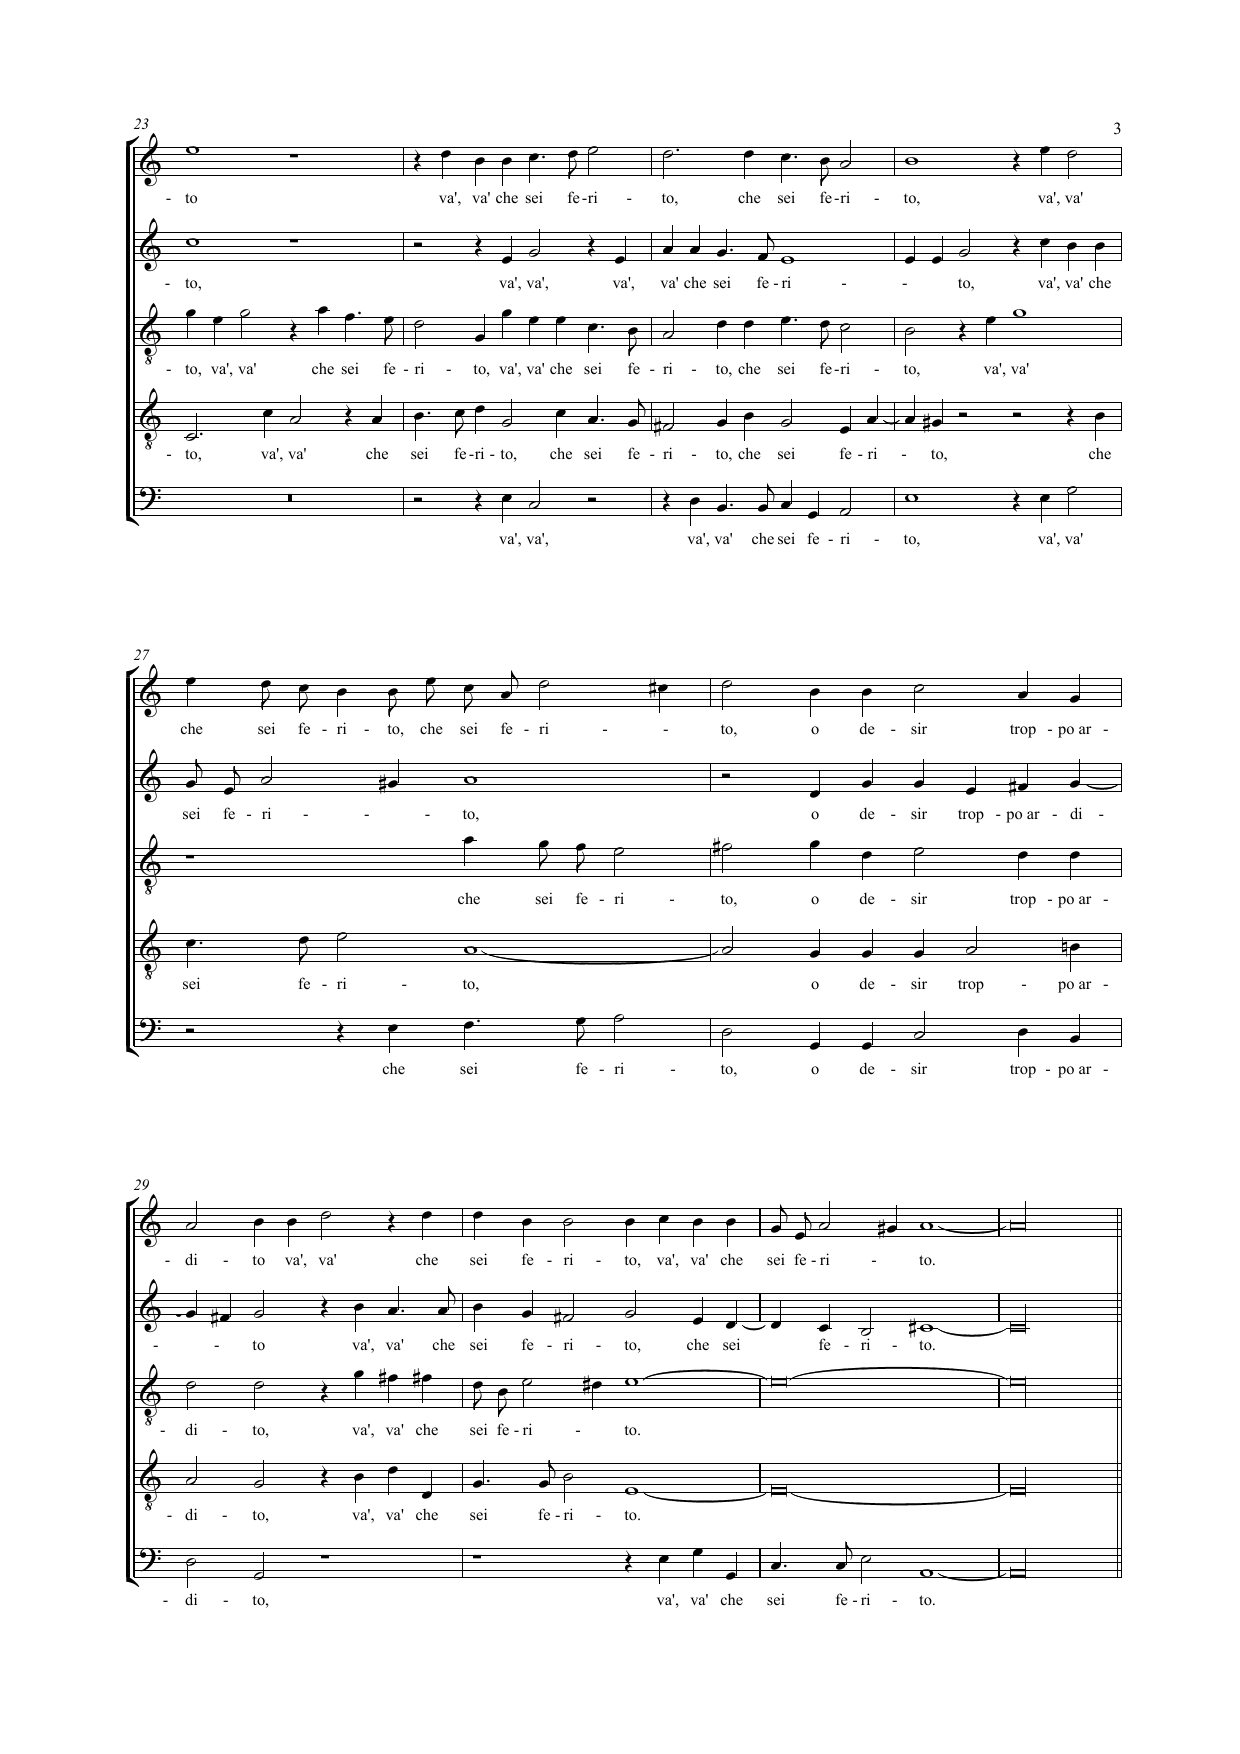 23
3
- to va', va' che sei fe - ri - to, che sei fe - ri - to, va', va'
- to, va', va', va', va' che sei fe - ri - - to, va', va' che
- to, va', va' che sei fe - ri - to, va', va' che sei fe - ri - to, che sei fe - ri - to, va', va'
- to, va', va' che sei fe - ri - to, che sei fe - ri - to, che sei fe - ri - to, che
va', va', va', va' che sei fe - ri - to, va', va'
27
che sei fe - ri - to, che sei fe - ri - - to, o de - sir trop - po ar -
sei fe - ri - - - to, o de - sir trop - po ar - di -
che sei fe - ri - to, o de - sir trop - po ar -
sei fe - ri - to, o de - sir trop - po ar -
che sei fe - ri - to, o de - sir trop - po ar -
29
- di - to va', va' che sei fe - ri - to, va', va' che sei fe - ri - to.
- - to va', va' che sei fe - ri - to, che sei fe - ri - to.
- di - to, va', va' che sei fe - ri - to.
- di - to, va', va' che sei fe - ri - to.
- di - to, va', va' che sei fe - ri - to.